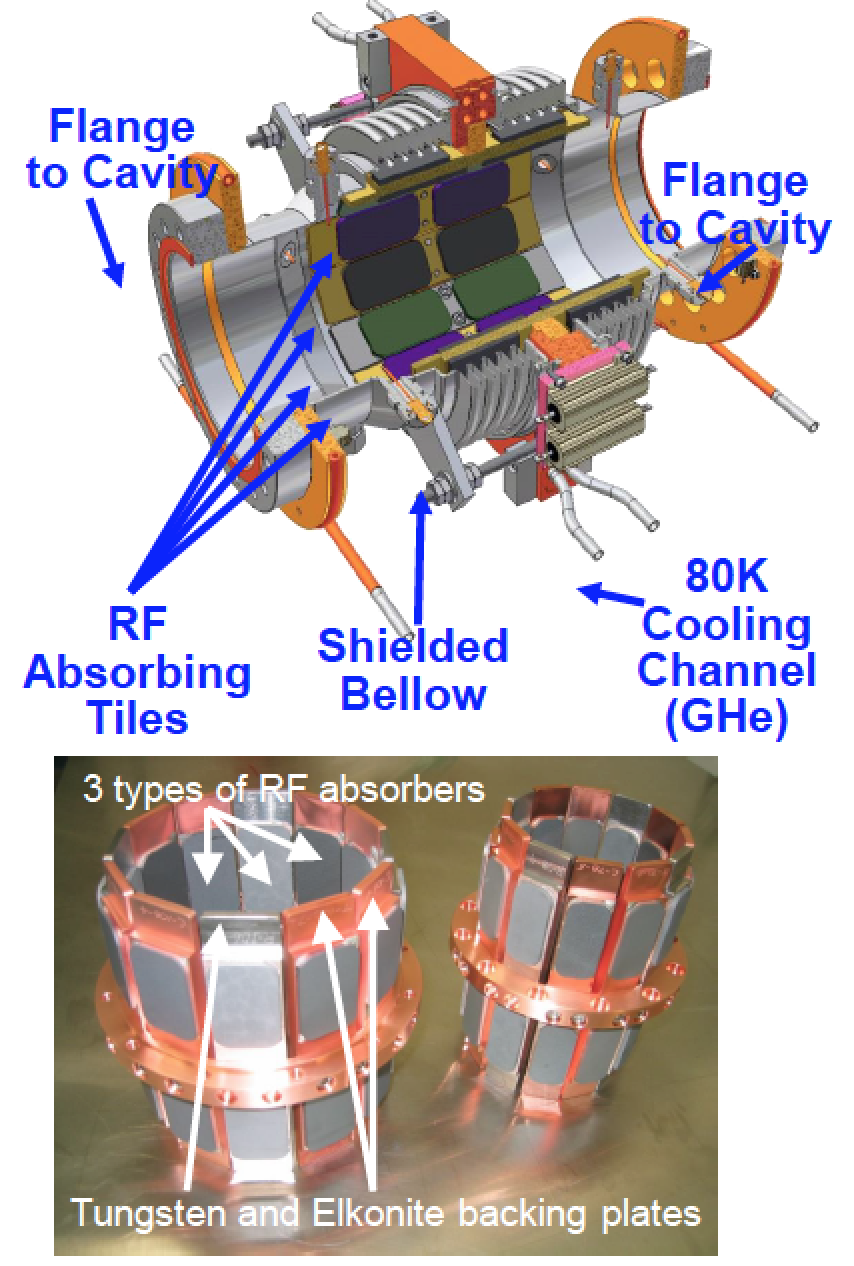 Flange
to Cavity
Flange
to Cavity
RF
Absorbing
Tiles
Shielded
Bellow
80K
Cooling
Channel
(GHe)
3 types of RF absorbers
Tungsten and Elkonite backing plates